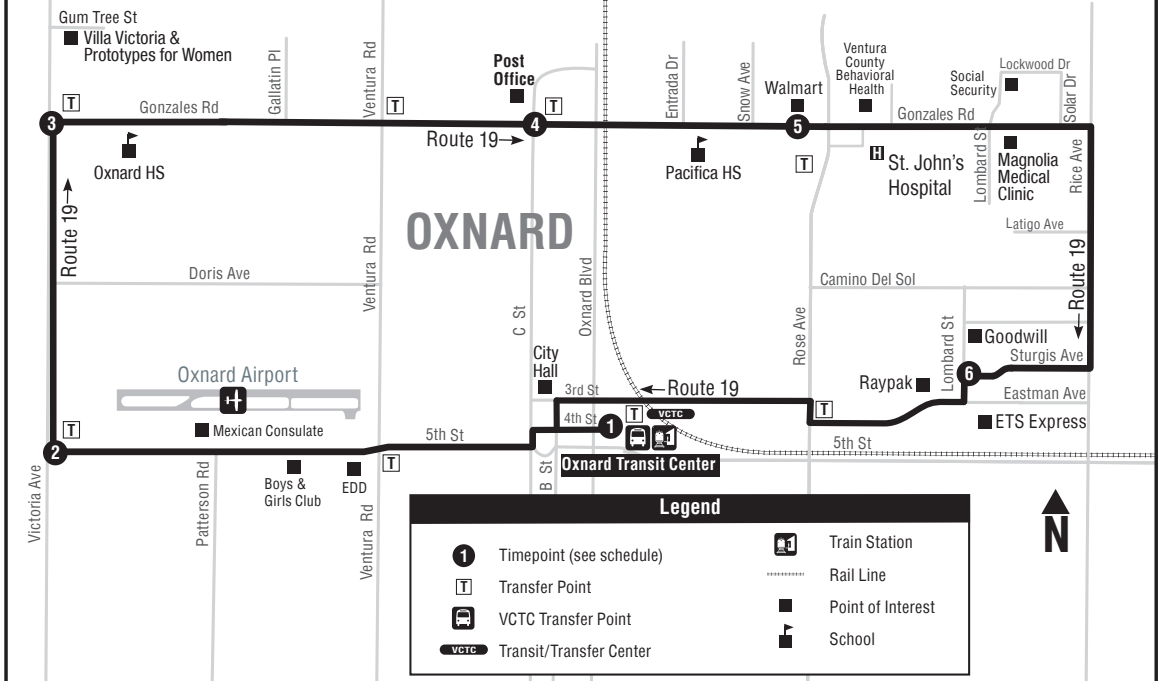 Gum Tree St
Villa Victoria &
Prototypes for Women
Gallatin Pl
Ventura Rd
Post
Office
Entrada Dr
Snow Ave
Walmart
Ventura
County
Behavioral
Health
Social
Security
Lockwood Dr
Solar Dr
T
Gonzales Rd
T
T
Gonzales Rd
3
4
5
Route 19→
Oxnard HS
Pacifica HS
T
H
St. John's
Hospital
Lombard St
Magnolia
Medical
Clinic
Rice Ave
Route 19→
OXNARD
Latigo Ave
Route 19→
Doris Ave
Ventura Rd
C St
Oxnard Blvd
Rose Ave
Camino Del Sol
Lombard St
Goodwill
Sturgis Ave
6
Oxnard Airport
City
Hall
3rd St
←Route 19
Raypak
Eastman Ave
T
Mexican Consulate
4th St
1
T
VCTC
T
ETS Express
5th St
5th St
2
T
Oxnard Transit Center
Victoria Ave
Patterson Rd
Boys &
Girls Club
EDD
Ventura Rd
B St
N
Legend
1 Timepoint (see schedule)
T Transfer Point
VCTC Transfer Point
VCTC Transit/Transfer Center
Train Station
Rail Line
Point of Interest
School